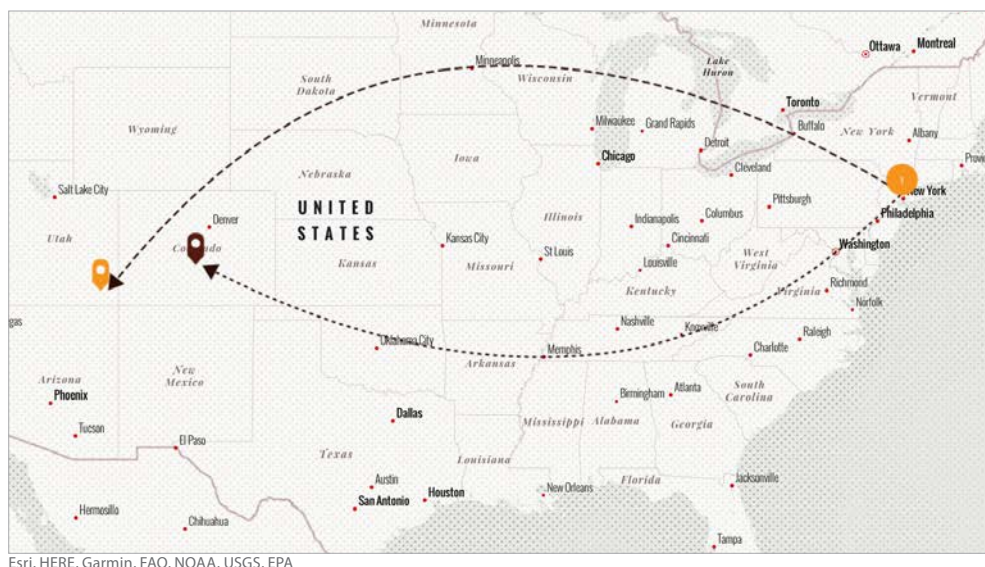 Minnesota
Ottawa
Montreal
Minneapolis
Wisconsin
Lake
Huron
South
Dakota
Vermont
Toronto
Wyoming
Milwaukee
Grand Rapids
Buffalo
New York
Albany
Detroit
Iowa
Chicago
Cleveland
Provi
Nebraska
Salt Lake City
New York
Pittsburgh
UNITED
STATES
Denver
Illinois
Indianapolis
Columbus
Philadelphia
Utah
Colorado
Kansas City
Cincinnati
Washington
St Louis
West
Virginia
Kansas
Missouri
Louisville
Kentucky
Virginia
Richmond
Norfolk
gas
Nashville
Knoxville
Raleigh
Oklahoma City
Memphis
Charlotte
Arkansas
New
Mexico
Arizona
South
Carolina
Phoenix
Birmingham
Atlanta
Dallas
Mississippi
Alabama
Georgia
Tucson
El Paso
Texas
Louisiana
Austin
Florida
Jacksonville
San Antonio
Houston
New Orleans
Hermosillo
Chihuahua
Tampa
Esri, HERE, Garmin, FAO, NOAA, USGS, EPA